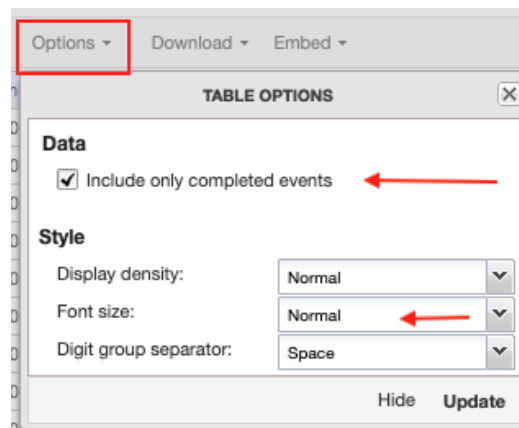 Options Download Embed
TABLE OPTIONS
Data
Include only completed events
Style
Display density: Normal
Font size: Normal
Digit group separator: Space
Hide Update